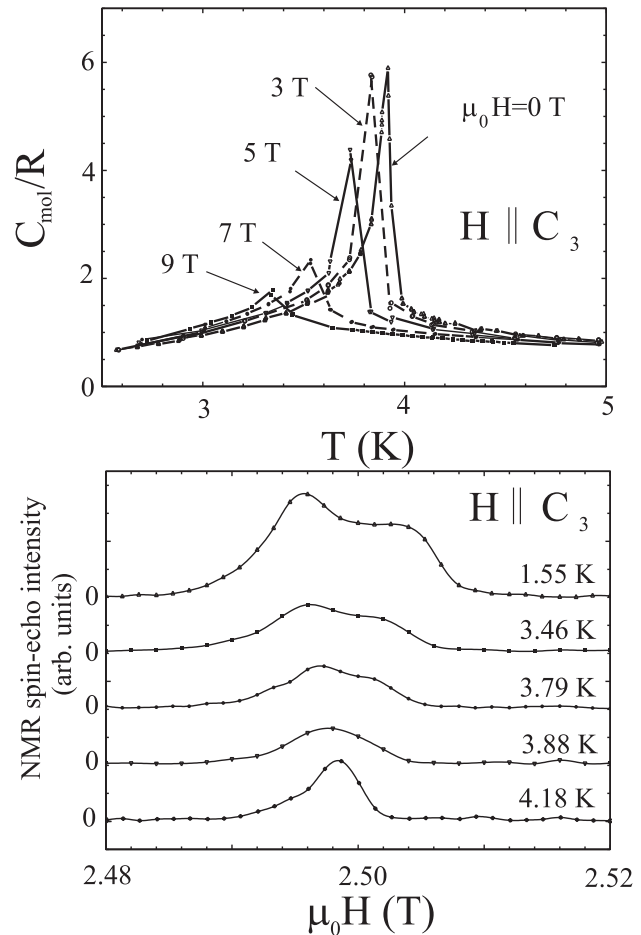 6
4
2
0
C_mol/R
3 T
μ₀H=0 T
5 T
7 T
9 T
H || C₃
3
4
5
T (K)
NMR spin-echo intensity
(arb. units)
H || C₃
0
1.55 K
0
3.46 K
0
3.79 K
0
3.88 K
0
4.18 K
2.48
2.50
2.52
μ₀H (T)